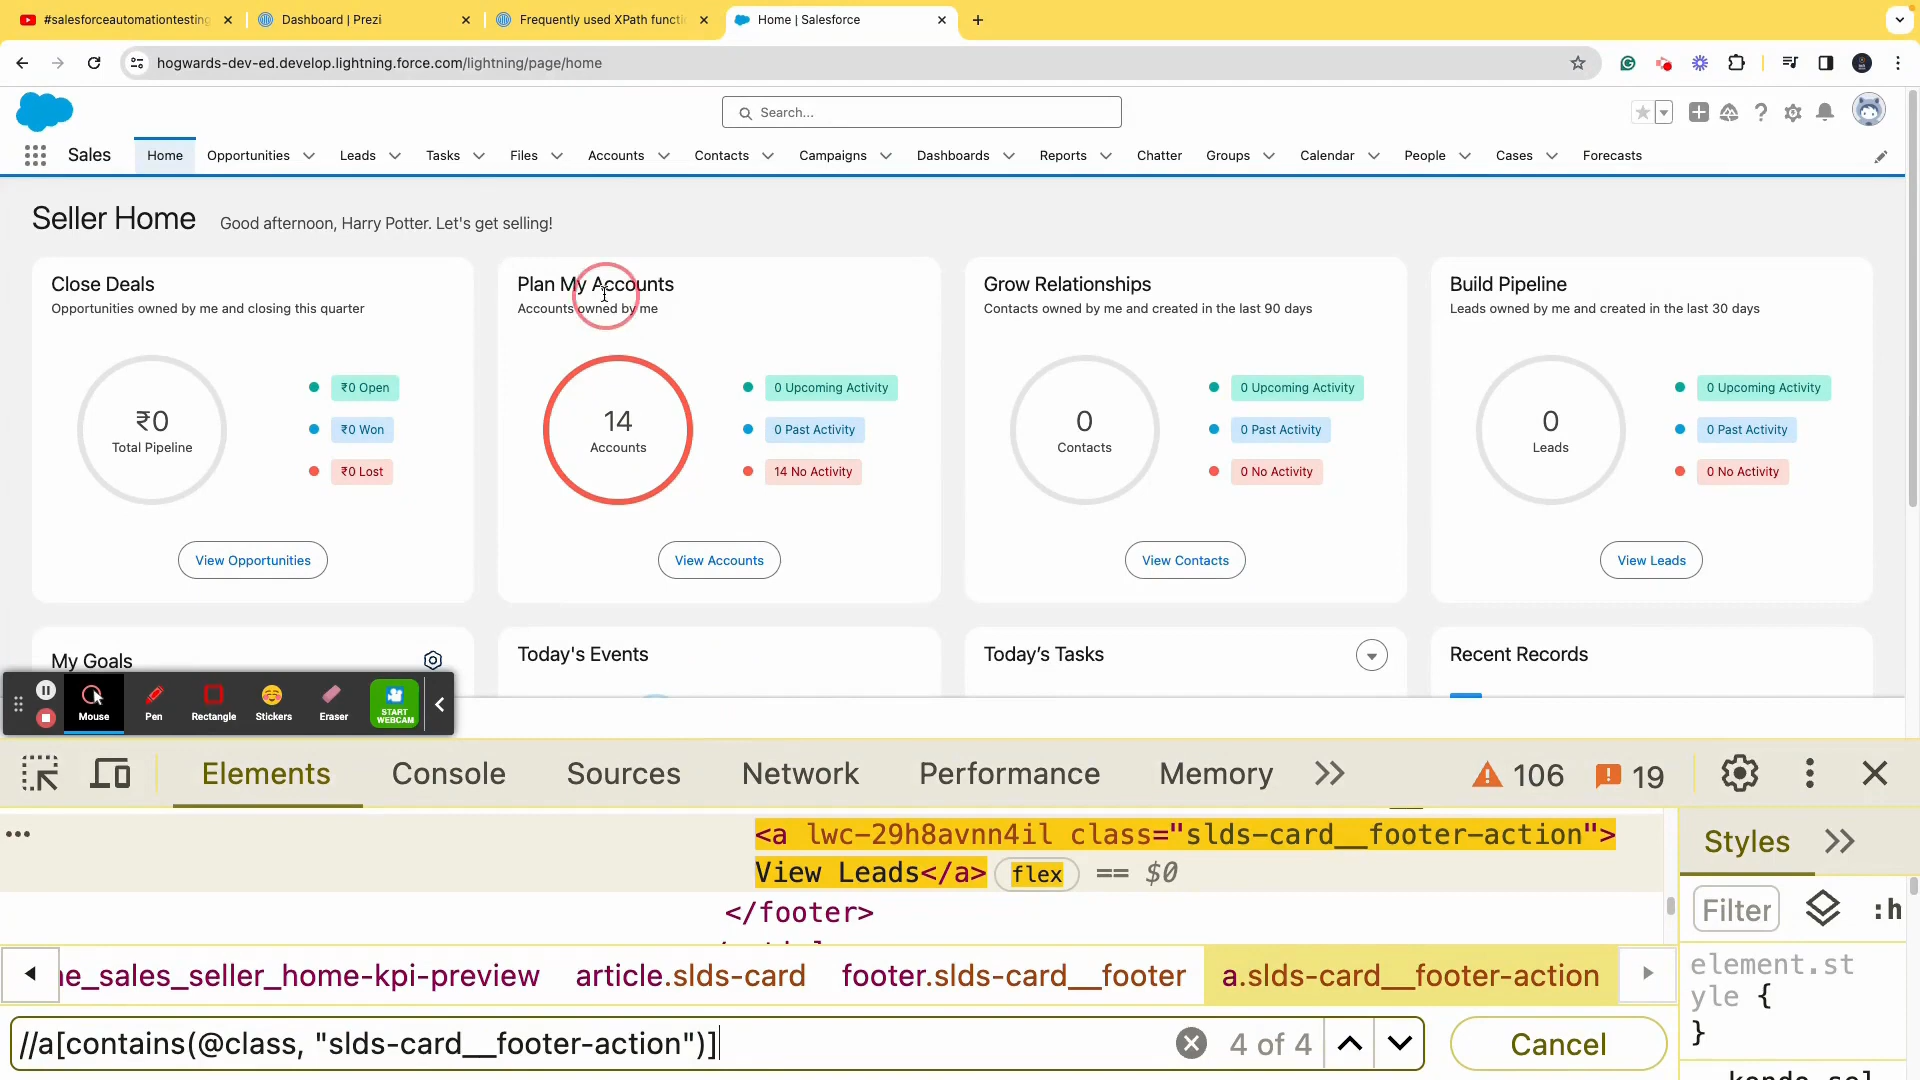 #salesforceautomationtesting
Dashboard | Prezi
Frequently used XPath functi
Home | Salesforce
hogwards-dev-ed.develop.lightning.force.com/lightning/page/home
Search...
Sales
Home
Opportunities
Leads
Tasks
Files
Accounts
Contacts
Campaigns
Dashboards
Reports
Chatter
Groups
Calendar
People
Cases
Forecasts
Seller Home
Good afternoon, Harry Potter. Let's get selling!
Close Deals
Opportunities owned by me and closing this quarter
₹0
Total Pipeline
₹0 Open
₹0 Won
₹0 Lost
View Opportunities
Plan My Accounts
Accounts owned by me
14
Accounts
0 Upcoming Activity
0 Past Activity
14 No Activity
View Accounts
Grow Relationships
Contacts owned by me and created in the last 90 days
0
Contacts
0 Upcoming Activity
0 Past Activity
0 No Activity
View Contacts
Build Pipeline
Leads owned by me and created in the last 30 days
0
Leads
0 Upcoming Activity
0 Past Activity
0 No Activity
View Leads
My Goals
Today's Events
Today's Tasks
Recent Records
Mouse
Pen
Rectangle
Stickers
Eraser
START
WEBCAM
Elements
Console
Sources
Network
Performance
Memory
106
19
<a lwc-29h8avnn4il class="slds-card__footer-action">
View Leads</a> flex == $0
</footer>
Styles
Filter
:h
element.st
yle {
}
ne_sales_seller_home-kpi-preview
article.slds-card
footer.slds-card__footer
a.slds-card__footer-action
//a[contains(@class, "slds-card__footer-action")]
4 of 4
Cancel